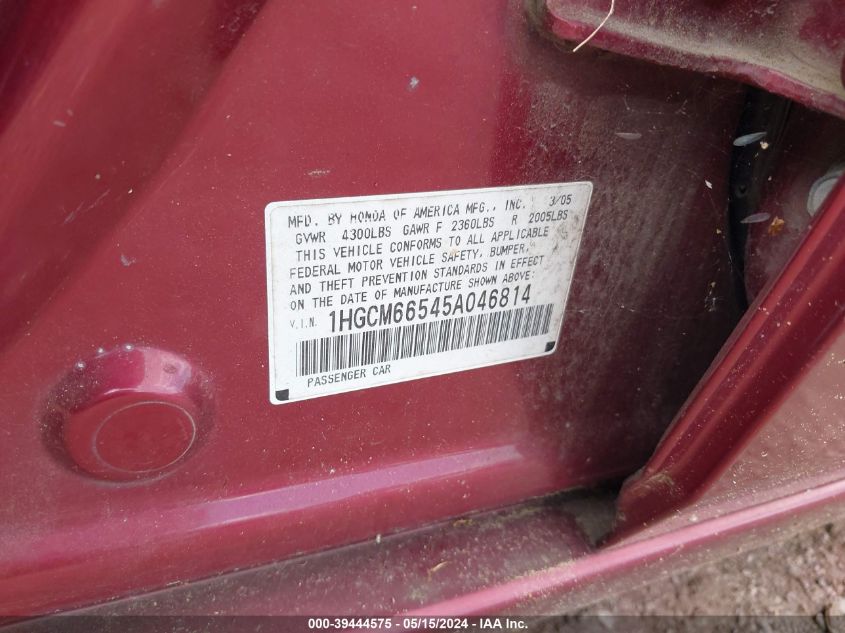 MFD. BY HONDA OF AMERICA MFG., INC. 3/05
GVWR 4300LBS GAWR F 2360LBS R 2005LBS
THIS VEHICLE CONFORMS TO ALL APPLICABLE
FEDERAL MOTOR VEHICLE SAFETY, BUMPER,
AND THEFT PREVENTION STANDARDS IN EFFECT
ON THE DATE OF MANUFACTURE SHOWN ABOVE:
V.I.N. 1HGCM66545A046814
PASSENGER CAR
000-39444575 - 05/15/2024 - IAA Inc.